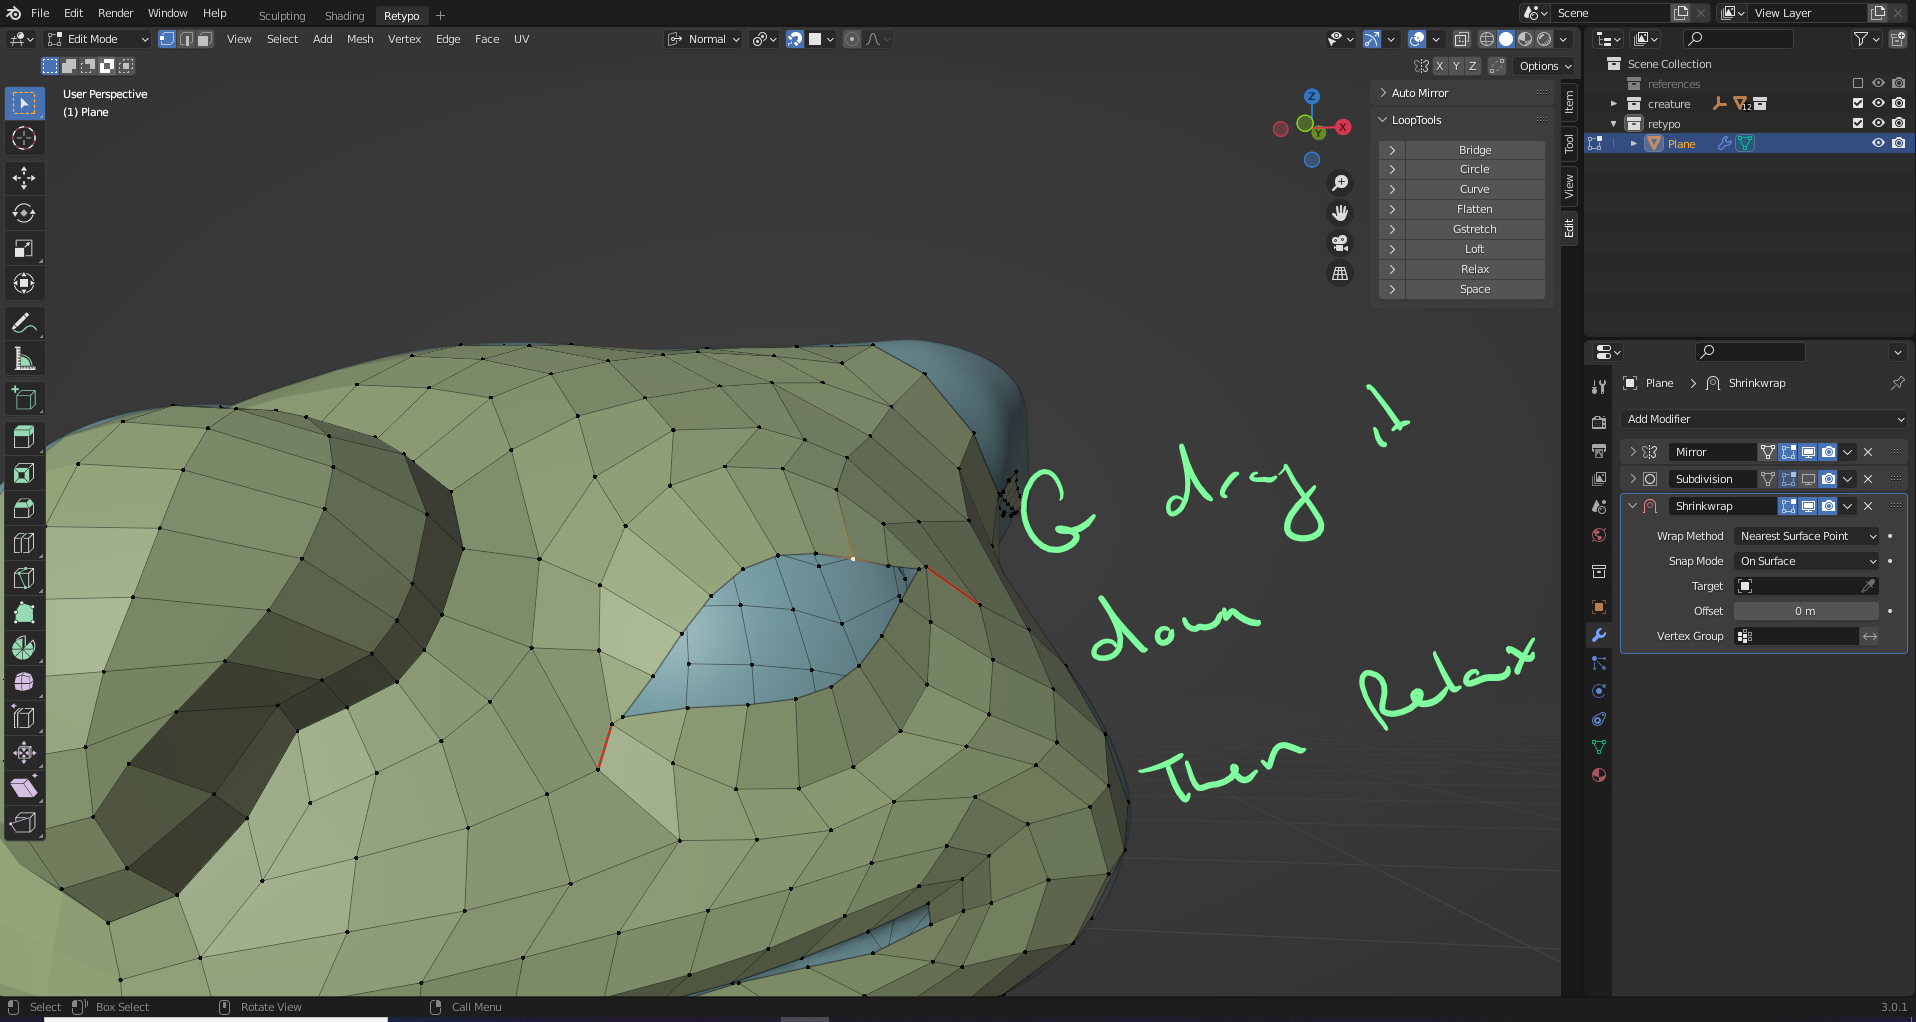 File Edit Render Window Help Sculpting Shading Retypo + Scene View Layer
Edit Mode View Select Add Mesh Vertex Edge Face UV Normal
X Y Z Options
User Perspective
(1) Plane
Z
X
Y
Auto Mirror
LoopTools
Bridge
Circle
Curve
Flatten
Gstretch
Loft
Relax
Space
Item
Tool
View
Edit
Scene Collection
references
creature 12
retypo
Plane
Plane > Shrinkwrap
Add Modifier
Mirror
Subdivision
Shrinkwrap
Wrap Method Nearest Surface Point
Snap Mode On Surface
Target
Offset 0 m
Vertex Group
G drag it
down
Then Relax
Select Box Select Rotate View Call Menu 3.0.1